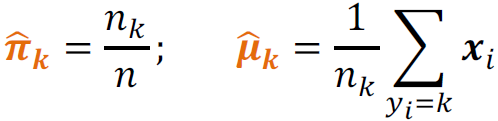 π̂ₖ = nₖ/n; μ̂ₖ = 1/nₖ ∑_{yᵢ=k} xᵢ